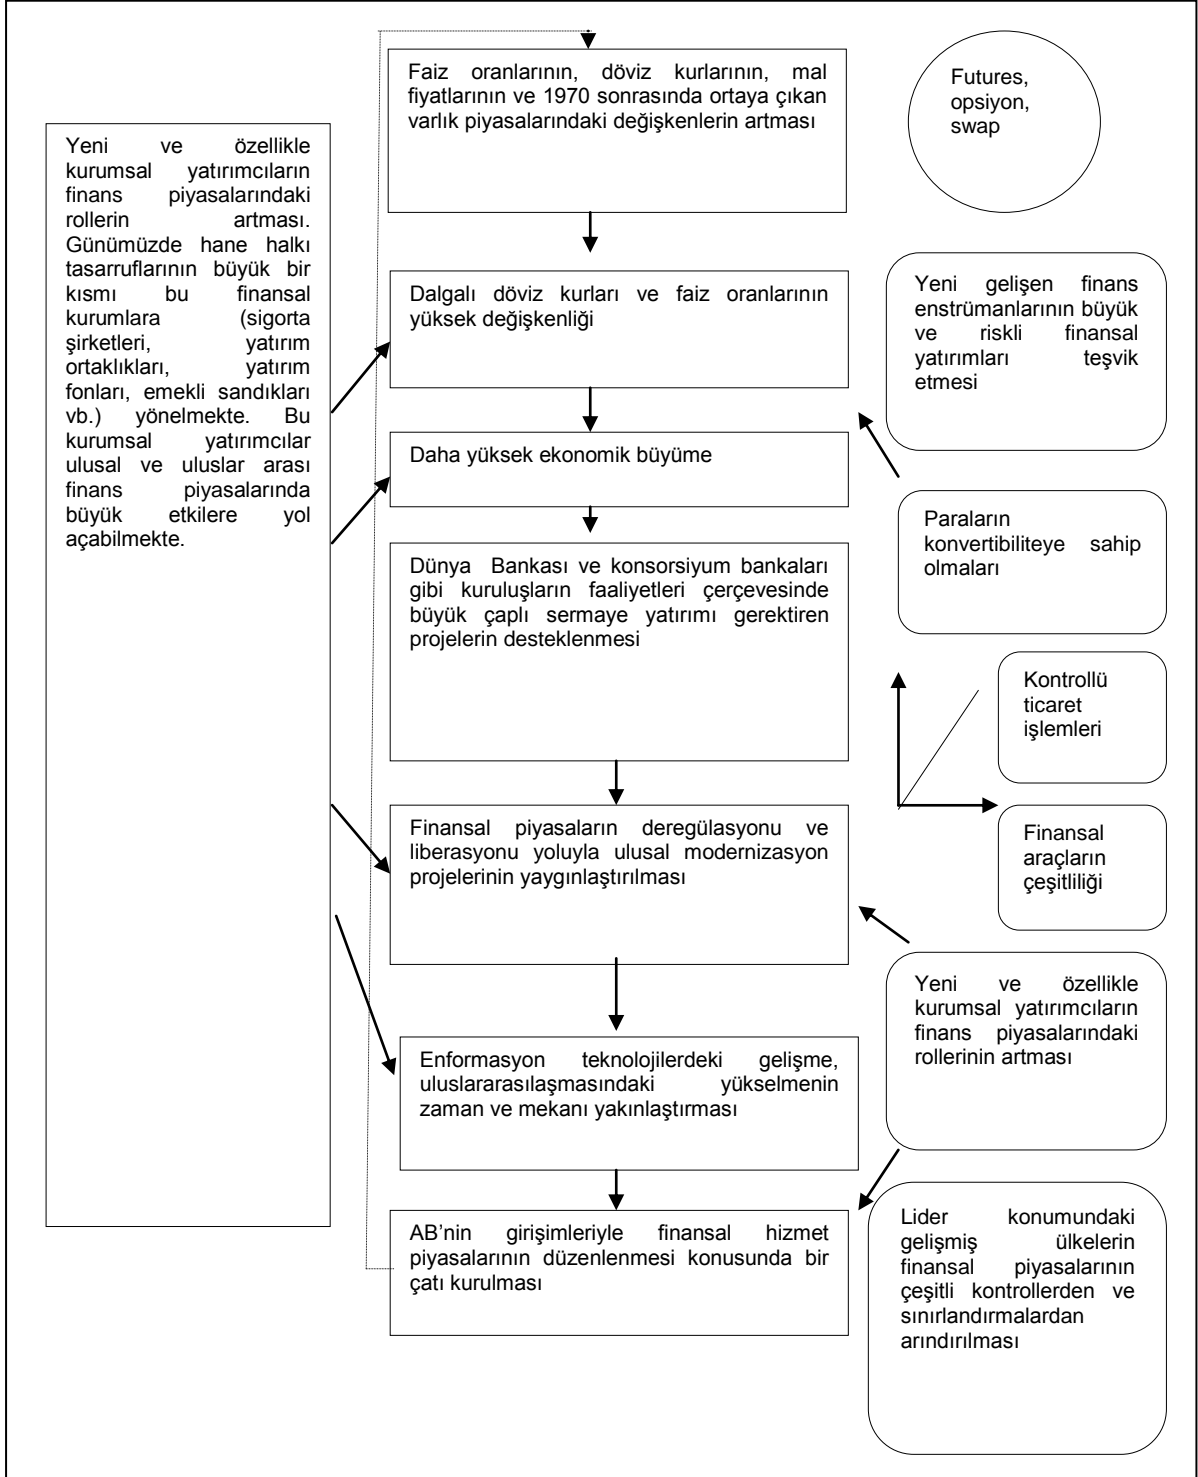 Faiz oranlarının, döviz kurlarının, mal
fiyatlarının ve 1970 sonrasında ortaya çıkan
varlık piyasalarındaki değişkenlerin artması
Futures,
opsiyon,
swap
Yeni ve özellikle
kurumsal yatırımcıların
finans piyasalarındaki
rollerin artması.
Günümüzde hane halkı
tasarruflarının büyük bir
kısmı bu finansal
kurumlara (sigorta
şirketleri, yatırım
ortaklıkları, yatırım
fonları, emekli sandıkları
vb.) yönelmekte. Bu
kurumsal yatırımcılar
ulusal ve uluslar arası
finans piyasalarında
büyük etkilere yol
açabilmekte.
Dalgalı döviz kurları ve faiz oranlarının
yüksek değişkenliği
Yeni gelişen finans
enstrümanlarının büyük
ve riskli finansal
yatırımları teşvik
etmesi
Daha yüksek ekonomik büyüme
Paraların
konvertibiliteye sahip
olmaları
Dünya Bankası ve konsorsiyum bankaları
gibi kuruluşların faaliyetleri çerçevesinde
büyük çaplı sermaye yatırımı gerektiren
projelerin desteklenmesi
Kontrollü
ticaret
işlemleri
Finansal piyasaların deregülasyonu ve
liberasyonu yoluyla ulusal modernizasyon
projelerinin yaygınlaştırılması
Finansal
araçların
çeşitliliği
Yeni ve özellikle
kurumsal yatırımcıların
finans piyasalarındaki
rollerinin artması
Enformasyon teknolojilerdeki gelişme,
uluslararasılaşmasındaki yükselmenin
zaman ve mekanı yakınlaştırması
AB’nin girişimleriyle finansal hizmet
piyasalarının düzenlenmesi konusunda bir
çatı kurulması
Lider konumundaki
gelişmiş ülkelerin
finansal piyasalarının
çeşitli kontrollerden ve
sınırlandırmalardan
arındırılması